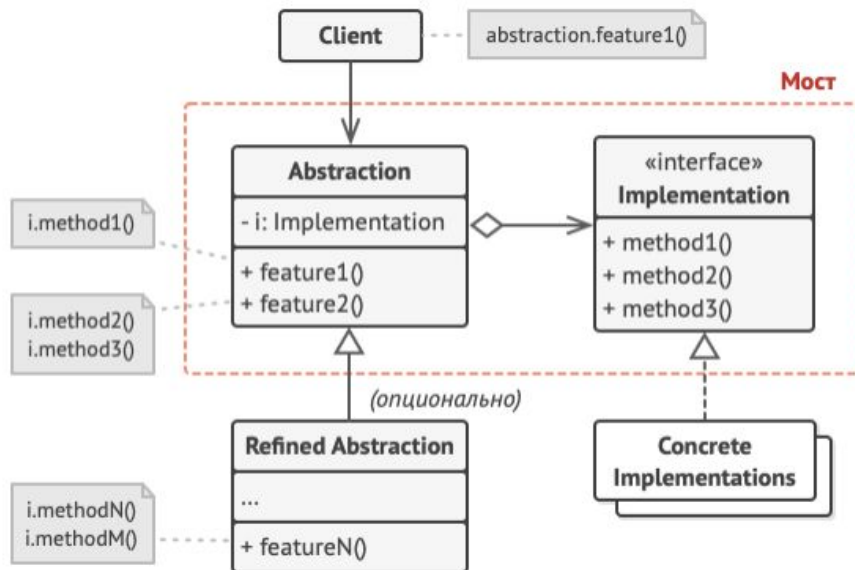 Client
abstraction.feature1()
Мост
Abstraction
- i: Implementation
+ feature1()
+ feature2()
«interface»
Implementation
+ method1()
+ method2()
+ method3()
i.method1()
i.method2()
i.method3()
(опционально)
Refined Abstraction
...
+ featureN()
Concrete
Implementations
i.methodN()
i.methodM()